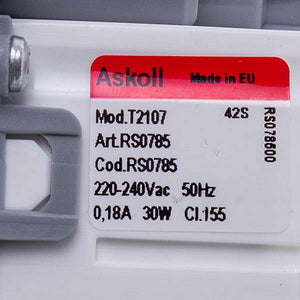 Askoll Made in EU
Mod.T2107 42S
Art.RS0785
Cod.RS0785
220-240Vac 50Hz
0,18A 30W Cl.155
RS078600